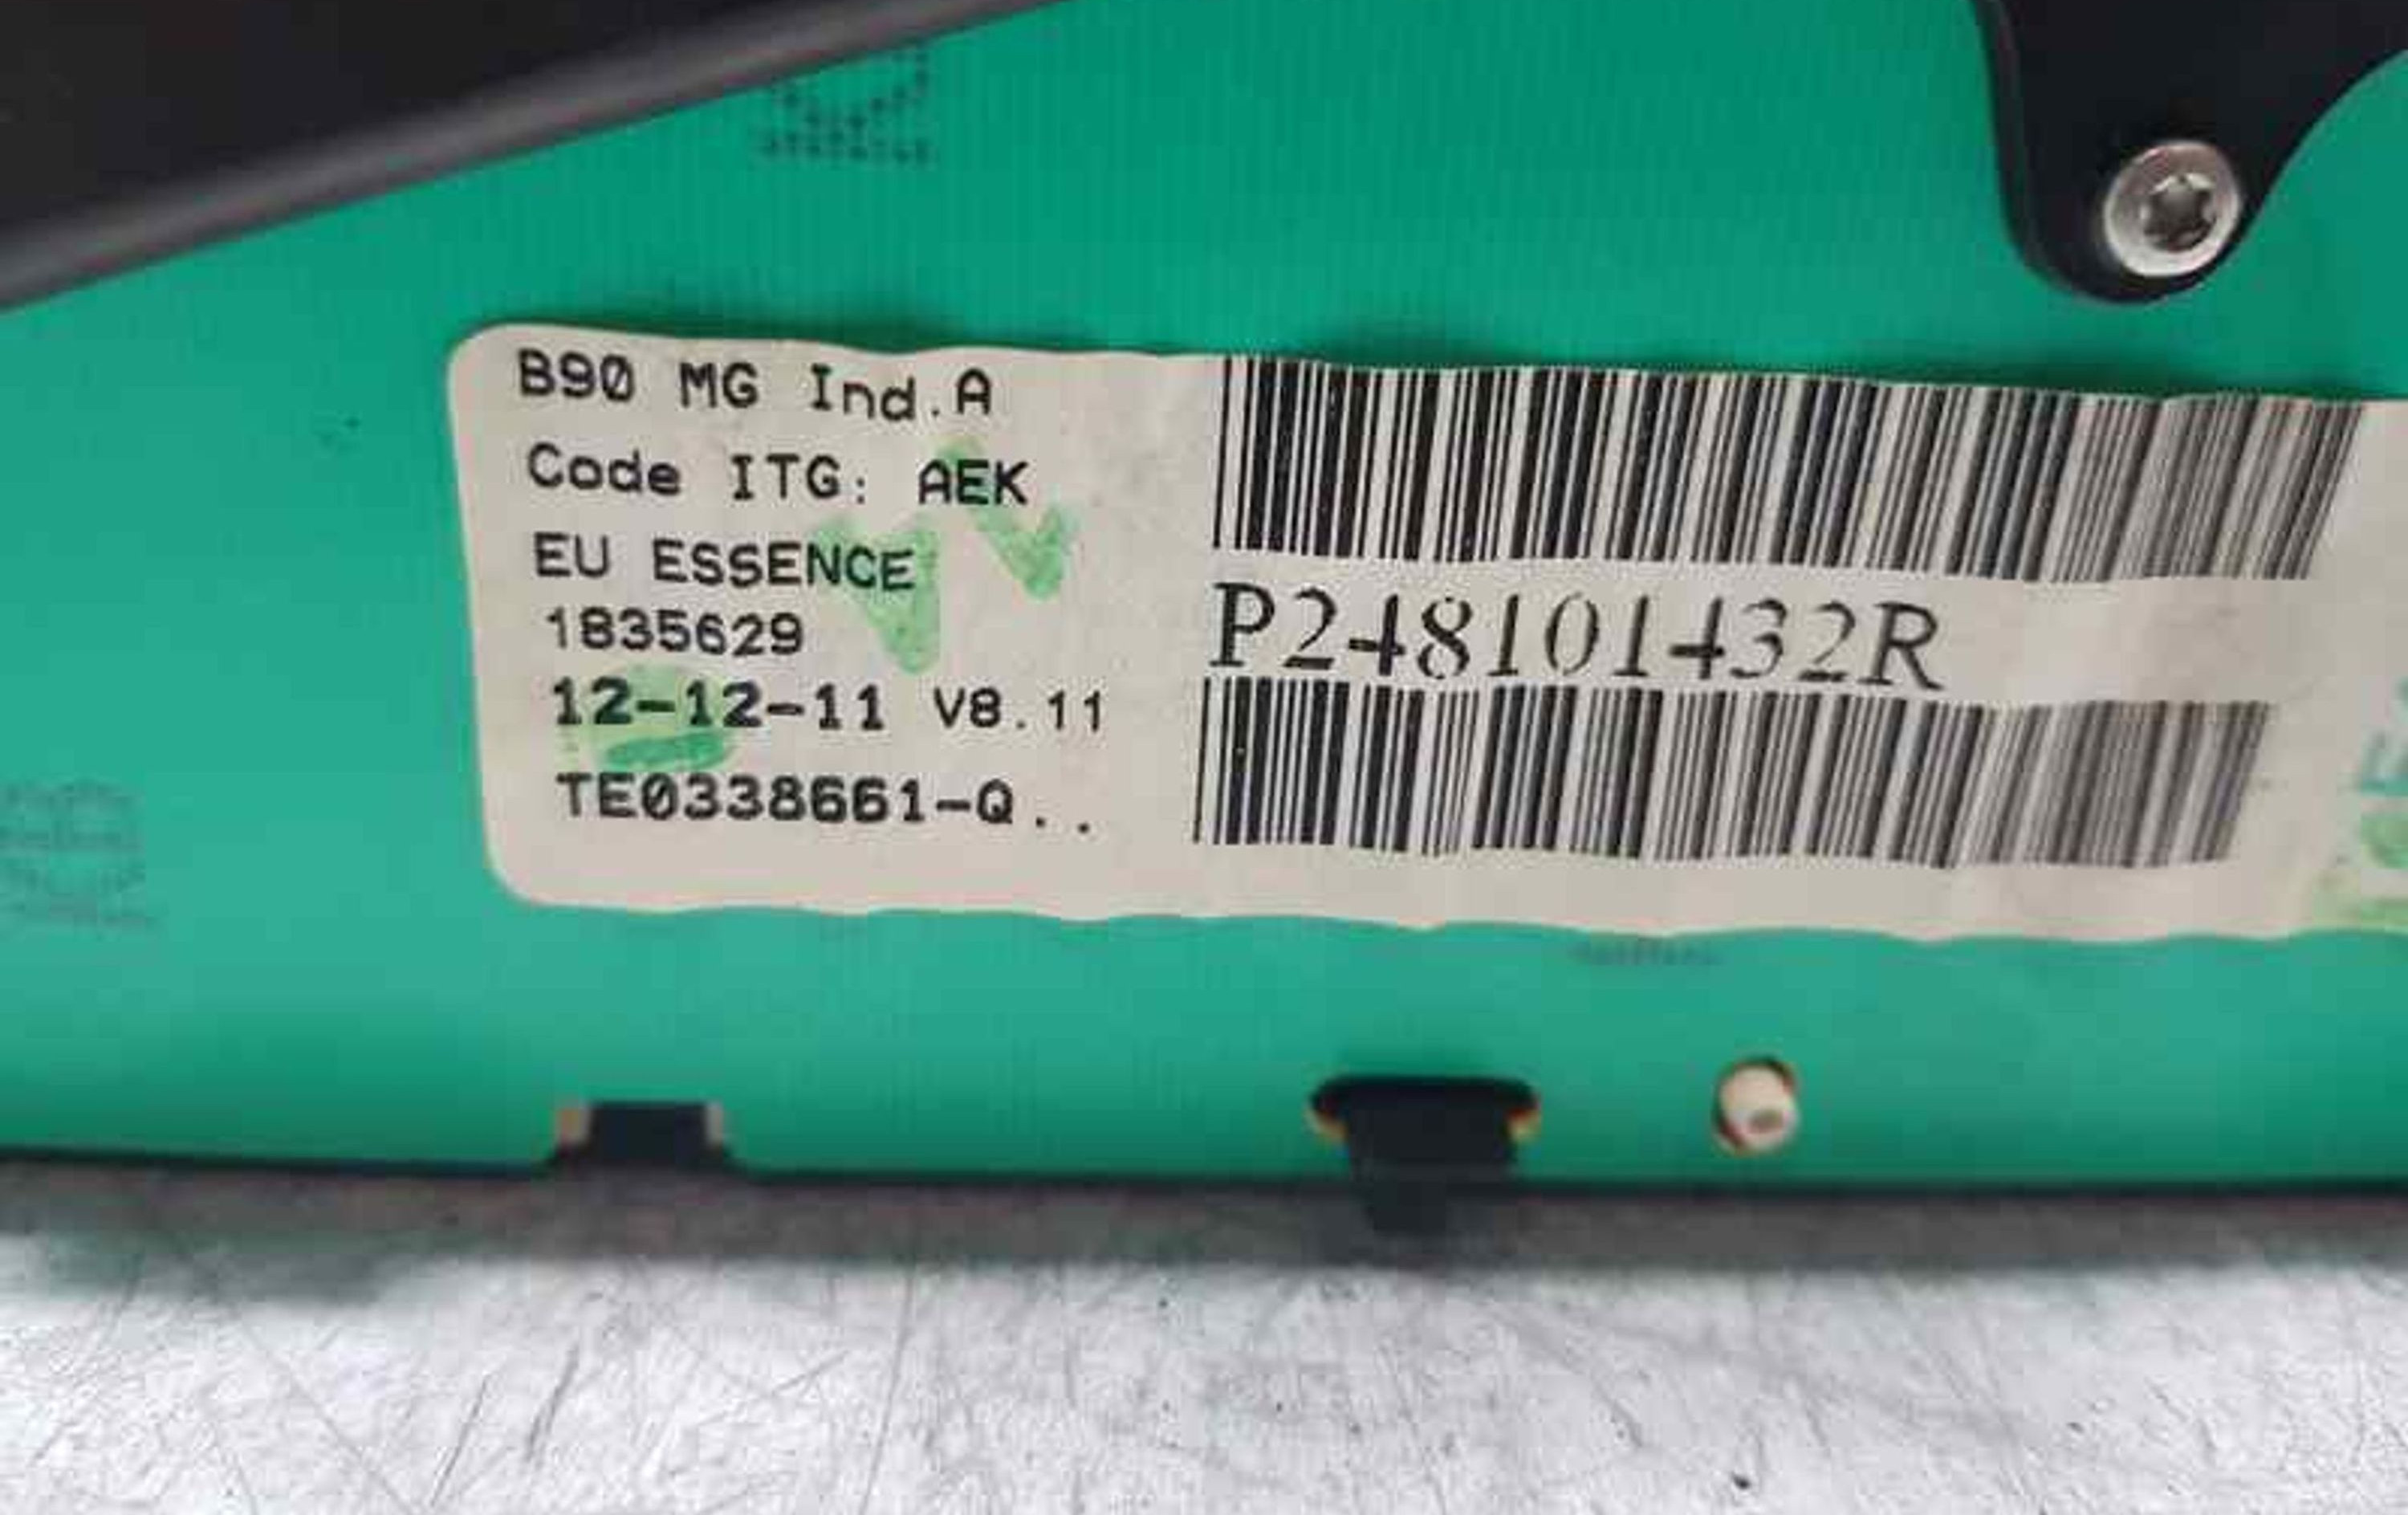 B90 MG Ind.A
Code ITG: AEK
EU ESSENCE
1835629
12-12-11 V8.11
TE0338661-Q..
P248101432R